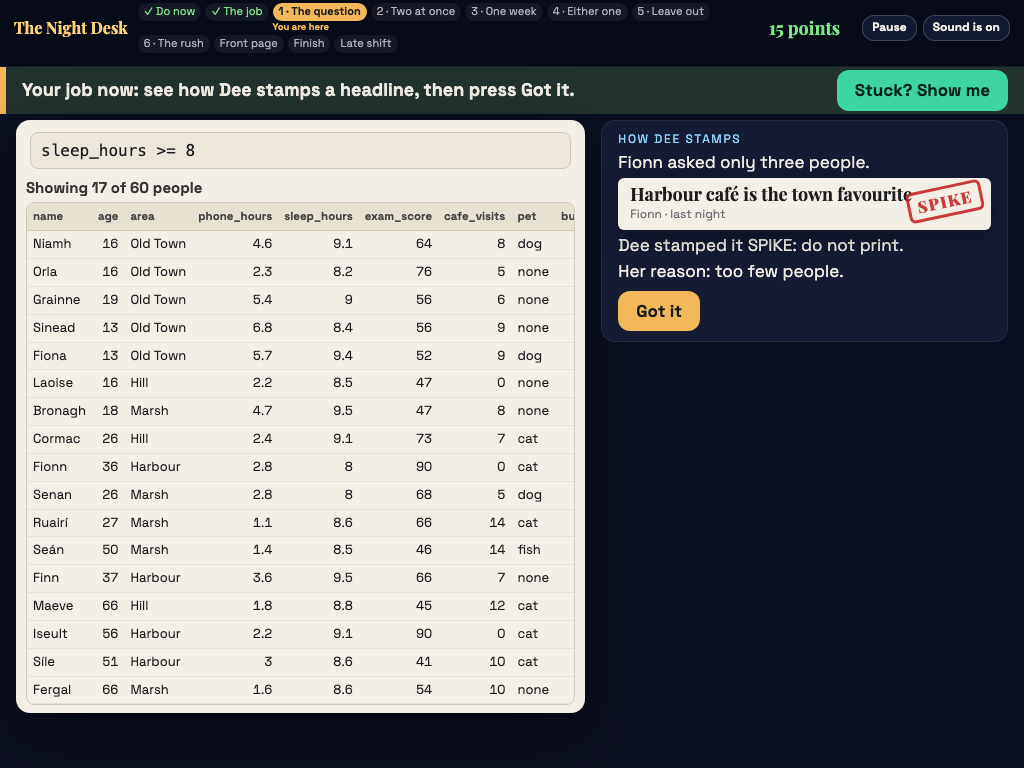 The Night Desk
✓ Do now ✓ The job 1 · The question 2 · Two at once 3 · One week 4 · Either one 5 · Leave out
You are here
6 · The rush Front page Finish Late shift
15 points
Pause
Sound is on
Your job now: see how Dee stamps a headline, then press Got it.
Stuck? Show me
sleep_hours >= 8
Showing 17 of 60 people
name age area phone_hours sleep_hours exam_score cafe_visits pet bu
Niamh 16 Old Town 4.6 9.1 64 8 dog
Orla 16 Old Town 2.3 8.2 76 5 none
Grainne 19 Old Town 5.4 9 56 6 none
Sinead 13 Old Town 6.8 8.4 56 9 none
Fiona 13 Old Town 5.7 9.4 52 9 dog
Laoise 16 Hill 2.2 8.5 47 0 none
Bronagh 18 Marsh 4.7 9.5 47 8 none
Cormac 26 Hill 2.4 9.1 73 7 cat
Fionn 36 Harbour 2.8 8 90 0 cat
Senan 26 Marsh 2.8 8 68 5 dog
Ruairí 27 Marsh 1.1 8.6 66 14 cat
Seán 50 Marsh 1.4 8.5 46 14 fish
Finn 37 Harbour 3.6 9.5 66 7 none
Maeve 66 Hill 1.8 8.8 45 12 cat
Iseult 56 Harbour 2.2 9.1 90 0 cat
Síle 51 Harbour 3 8.6 41 10 cat
Fergal 66 Marsh 1.6 8.6 54 10 none
HOW DEE STAMPS
Fionn asked only three people.
Harbour café is the town favourite
SPIKE
Fionn · last night
Dee stamped it SPIKE: do not print.
Her reason: too few people.
Got it